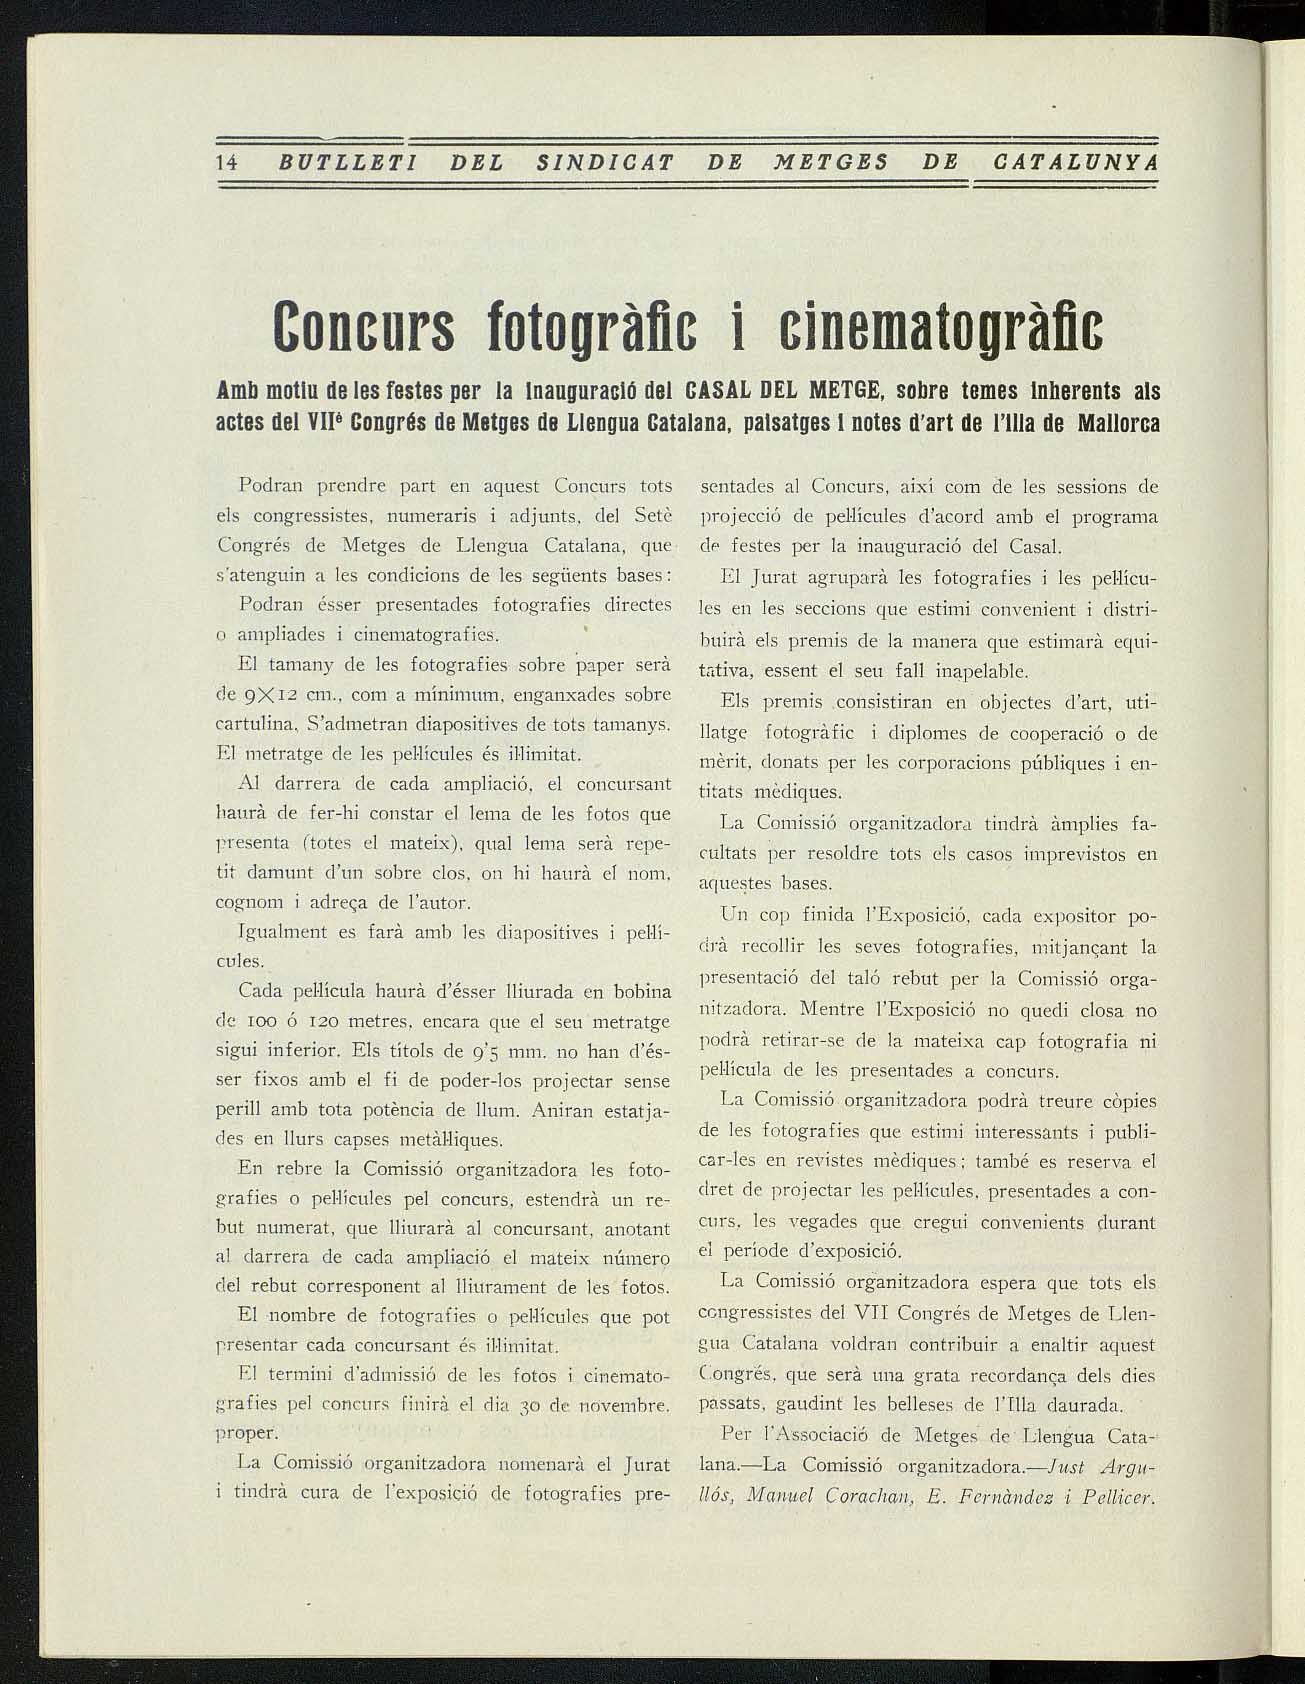 14 BUTLLETI DEL SINDICAT DE METGES DE CATALUNYA
Concurs fotogràfic i cinematogràfic
Amb motiu de les festes per la inauguració del CASAL DEL METGE, sobre temes inherents als
actes del VIIè Congrés de Metges de Llengua Catalana, paisatges i notes d'art de l'Illa de Mallorca
Podran prendre part en aquest Concurs tots
els congressistes, numeraris i adjunts, del Setè
Congrés de Metges de Llengua Catalana, que
s'atenguin a les condicions de les següents bases:
Podran ésser presentades fotografies directes
o ampliades i cinematografies.
El tamany de les fotografies sobre paper serà
de 9X12 cm., com a mínimum, enganxades sobre
cartulina. S'admetran diapositives de tots tamanys.
El metratge de les pel·lícules és il·limitat.
Al darrera de cada ampliació, el concursant
haurà de fer-hi constar el lema de les fotos que
presenta (totes el mateix), qual lema serà repe-
tit damunt d'un sobre clos, on hi haurà el nom,
cognom i adreça de l'autor.
Igualment es farà amb les diapositives i pel·lí-
cules.
Cada pel·lícula haurà d'ésser lliurada en bobina
de 100 ó 120 metres, encara que el seu metratge
sigui inferior. Els títols de 9'5 mm. no han d'és-
ser fixos amb el fi de poder-los projectar sense
perill amb tota potència de llum. Aniran estatja-
des en llurs capses metàl·liques.
En rebre la Comissió organitzadora les foto-
grafies o pel·lícules pel concurs, estendrà un re-
but numerat, que lliurarà al concursant, anotant
al darrera de cada ampliació el mateix número
del rebut corresponent al lliurament de les fotos.
El nombre de fotografies o pel·lícules que pot
presentar cada concursant és il·limitat.
El termini d'admissió de les fotos i cinemato-
grafies pel concurs finirà el dia 30 de novembre.
proper.
La Comissió organitzadora nomenarà el Jurat
i tindrà cura de l'exposició de fotografies pre-
sentades al Concurs, així com de les sessions de
projecció de pel·lícules d'acord amb el programa
de festes per la inauguració del Casal.
El Jurat agruparà les fotografies i les pel·lícu-
les en les seccions que estimi convenient i distri-
buirà els premis de la manera que estimarà equi-
tativa, essent el seu fall inapelable.
Els premis consistiran en objectes d'art, uti-
llatge fotogràfic i diplomes de cooperació o de
mèrit, donats per les corporacions públiques i en-
titats mèdiques.
La Comissió organitzadora tindrà àmplies fa-
cultats per resoldre tots els casos imprevistos en
aquestes bases.
Un cop finida l'Exposició, cada expositor po-
drà recollir les seves fotografies, mitjançant la
presentació del taló rebut per la Comissió orga-
nitzadora. Mentre l'Exposició no quedi closa no
podrà retirar-se de la mateixa cap fotografia ni
pel·lícula de les presentades a concurs.
La Comissió organitzadora podrà treure còpies
de les fotografies que estimi interessants i publi-
car-les en revistes mèdiques; també es reserva el
dret de projectar les pel·lícules, presentades a con-
curs, les vegades que cregui convenients durant
el període d'exposició.
La Comissió organitzadora espera que tots els
congressistes del VII Congrés de Metges de Llen-
gua Catalana voldran contribuir a enaltir aquest
Congrés, que serà una grata recordança dels dies
passats, gaudint les belleses de l'Illa daurada.
Per l'Associació de Metges de Llengua Cata-
lana.—La Comissió organitzadora.—Just Argu-
llós, Manuel Corachan, E. Fernàndez i Pellicer.